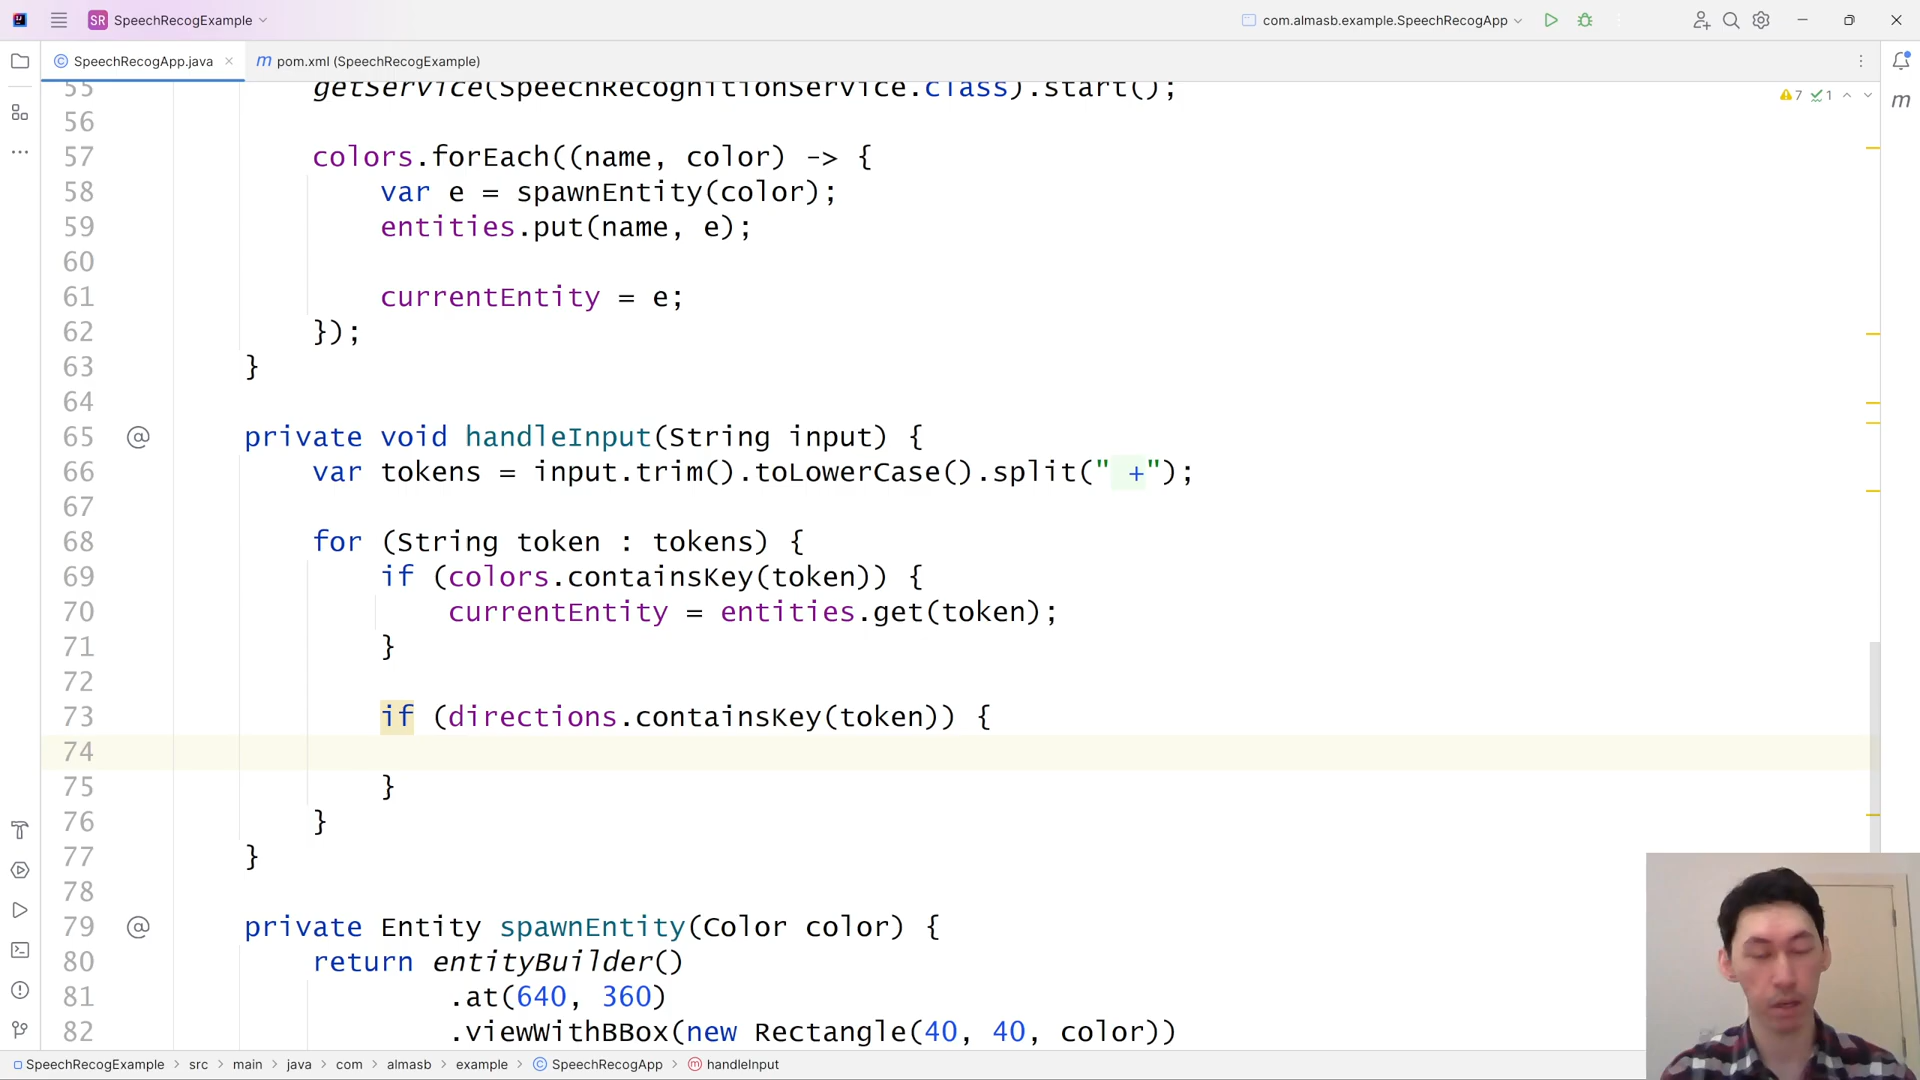 SR SpeechRecogExample
com.almasb.example.SpeechRecogApp
SpeechRecogApp.java
pom.xml (SpeechRecogExample)
7 1
55 getService(SpeechRecognitionService.class).start();
56
57 colors.forEach((name, color) -> {
58 var e = spawnEntity(color);
59 entities.put(name, e);
60
61 currentEntity = e;
62 });
63 }
64
65 @ private void handleInput(String input) {
66 var tokens = input.trim().toLowerCase().split(" +");
67
68 for (String token : tokens) {
69 if (colors.containsKey(token)) {
70 currentEntity = entities.get(token);
71 }
72
73 if (directions.containsKey(token)) {
74
75 }
76 }
77 }
78
79 @ private Entity spawnEntity(Color color) {
80 return entityBuilder()
81 .at(640, 360)
82 .viewWithBBox(new Rectangle(40, 40, color))
SpeechRecogExample > src > main > java > com > almasb > example > SpeechRecogApp > handleInput